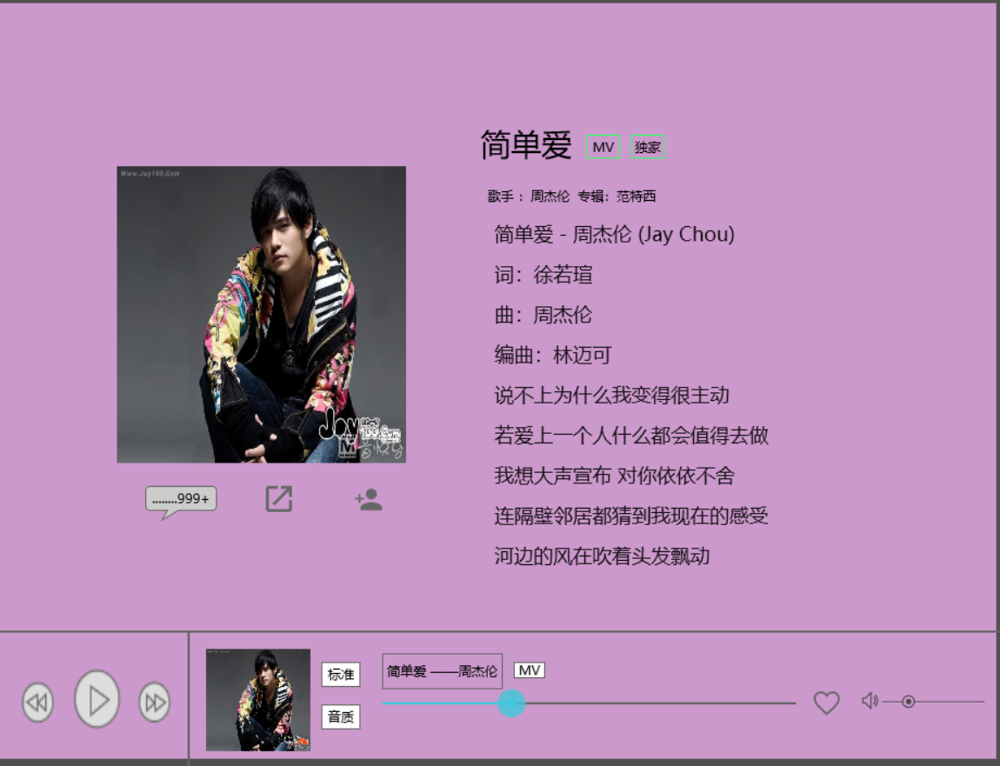 简单爱 MV 独家
Www.Jay100.Com
歌手：周杰伦 专辑：范特西
简单爱 - 周杰伦 (Jay Chou)
词：徐若瑄
曲：周杰伦
编曲：林迈可
说不上为什么我变得很主动
若爱上一个人什么都会值得去做
我想大声宣布 对你依依不舍
连隔壁邻居都猜到我现在的感受
河边的风在吹着头发飘动
Jay
........999+
标准
简单爱 ——周杰伦
MV
音质